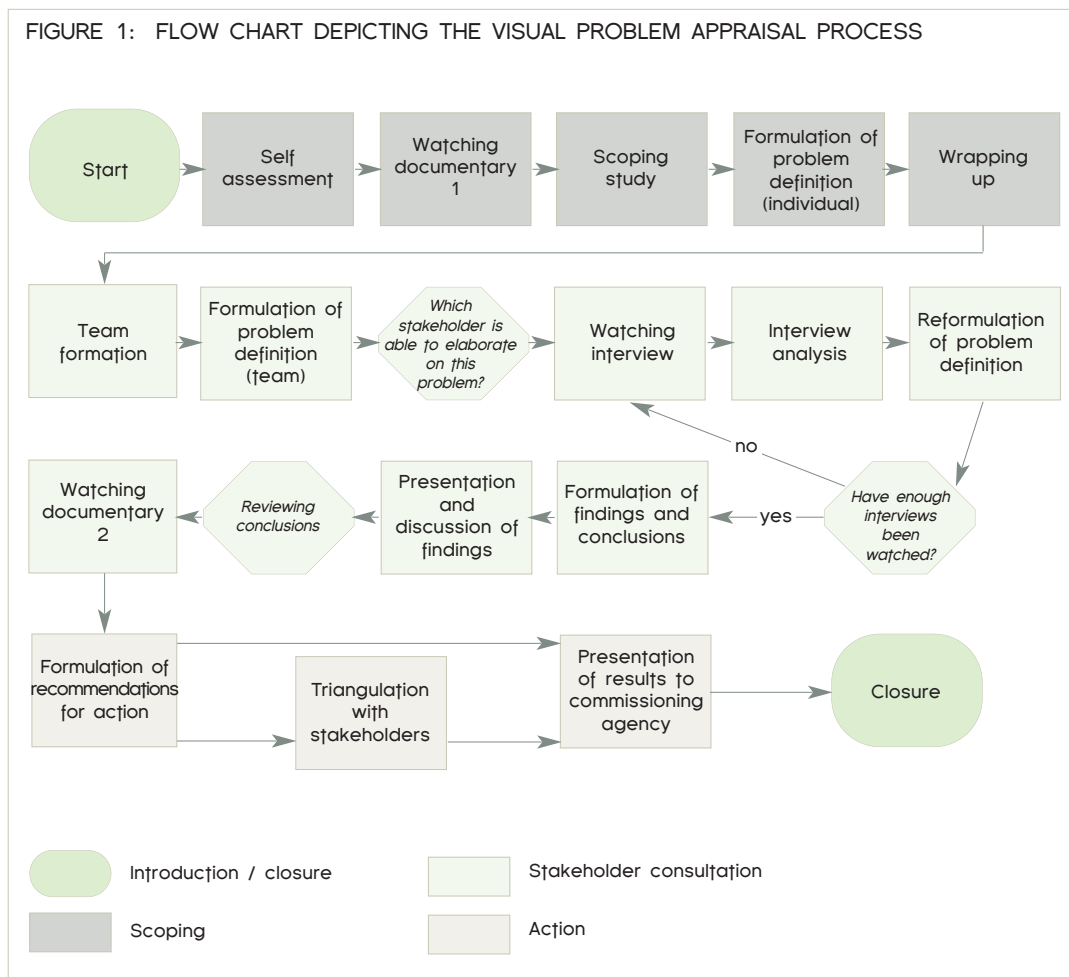 FIGURE 1: FLOW CHART DEPICTING THE VISUAL PROBLEM APPRAISAL PROCESS
Start
Self
assessment
Watching
documentary
1
Scoping
study
Formulation of
problem
definition
(individual)
Wrapping
up
Team
formation
Formulation of
problem
definition
(team)
Which
stakeholder is
able to elaborate
on this
problem?
Watching
interview
Interview
analysis
Reformulation
of problem
definition
no
Have enough
interviews
been
watched?
yes
Formulation of
findings and
conclusions
Presentation
and
discussion of
findings
Reviewing
conclusions
Watching
documentary
2
Formulation of
recommendations
for action
Triangulation
with
stakeholders
Presentation
of results to
commissioning
agency
Closure
Introduction / closure
Stakeholder consultation
Scoping
Action